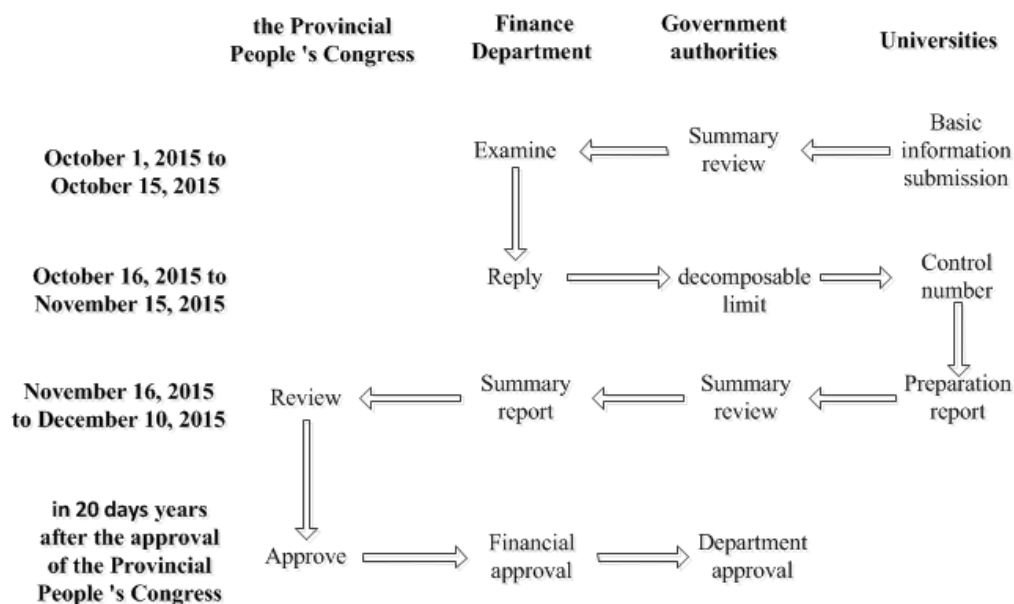 the Provincial
People 's Congress
Finance
Department
Government
authorities
Universities
October 1, 2015 to
October 15, 2015
Examine
Summary
review
Basic
information
submission
October 16, 2015 to
November 15, 2015
Reply
decomposable
limit
Control
number
November 16, 2015
to December 10, 2015
Review
Summary
report
Summary
review
Preparation
report
in 20 days years
after the approval
of the Provincial
People 's Congress
Approve
Financial
approval
Department
approval